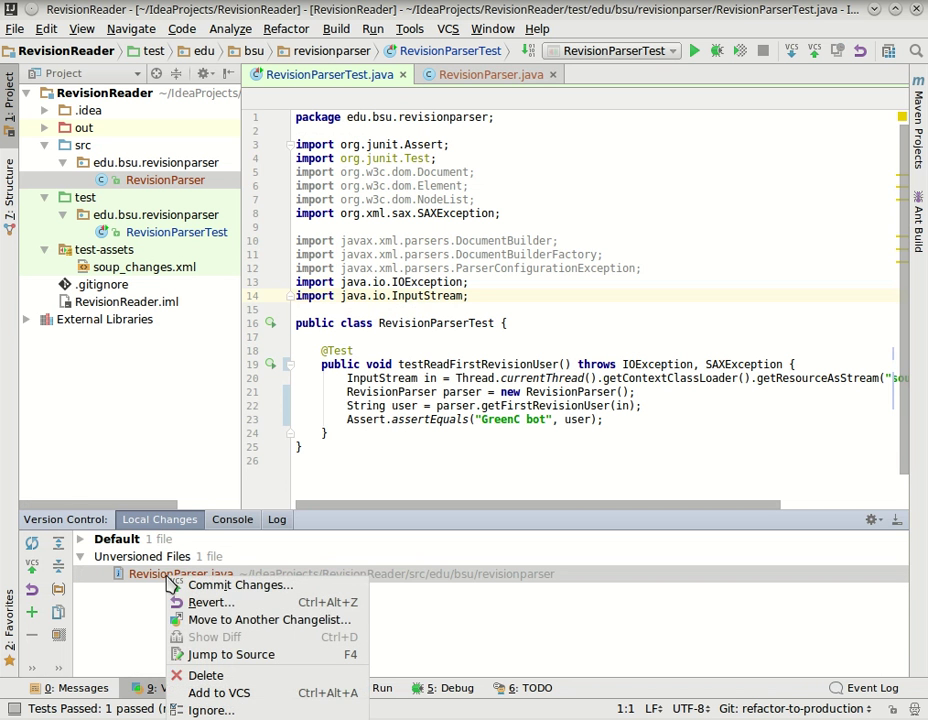 RevisionReader - [~/IdeaProjects/RevisionReader] - [RevisionReader] - ~/IdeaProjects/RevisionReader/test/edu/bsu/revisionparser/RevisionParserTest.java - I...
File Edit View Navigate Code Analyze Refactor Build Run Tools VCS Window Help
RevisionReader test edu bsu revisionparser RevisionParserTest RevisionParserTest VCS VCS
Project RevisionParserTest.java RevisionParser.java
1: Project
7: Structure
2: Favorites
RevisionReader ~/IdeaProjects/
.idea
out
src
edu.bsu.revisionparser
RevisionParser
test
edu.bsu.revisionparser
RevisionParserTest
test-assets
soup_changes.xml
.gitignore
RevisionReader.iml
External Libraries
1 package edu.bsu.revisionparser;
2
3 import org.junit.Assert;
4 import org.junit.Test;
5 import org.w3c.dom.Document;
6 import org.w3c.dom.Element;
7 import org.w3c.dom.NodeList;
8 import org.xml.sax.SAXException;
9
10 import javax.xml.parsers.DocumentBuilder;
11 import javax.xml.parsers.DocumentBuilderFactory;
12 import javax.xml.parsers.ParserConfigurationException;
13 import java.io.IOException;
14 import java.io.InputStream;
15
16 public class RevisionParserTest {
17
18 @Test
19 public void testReadFirstRevisionUser() throws IOException, SAXException {
20 InputStream in = Thread.currentThread().getContextClassLoader().getResourceAsStream("sou
21 RevisionParser parser = new RevisionParser();
22 String user = parser.getFirstRevisionUser(in);
23 Assert.assertEquals("GreenC bot", user);
24 }
25 }
26
Maven Projects
Ant Build
Version Control: Local Changes Console Log
Default 1 file
Unversioned Files 1 file
RevisionParser.java ~/IdeaProjects/RevisionReader/src/edu/bsu/revisionparser
VCS
Commit Changes...
Revert... Ctrl+Alt+Z
Move to Another Changelist...
Show Diff Ctrl+D
Jump to Source F4
Delete
Add to VCS Ctrl+Alt+A
Ignore...
0: Messages 9: V Run 5: Debug 6: TODO Event Log
Tests Passed: 1 passed (r 1:1 LF UTF-8 Git: refactor-to-production